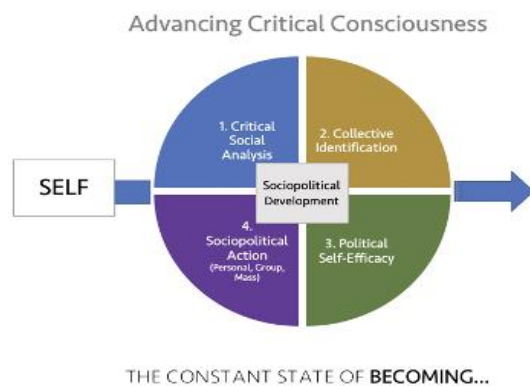 Advancing Critical Consciousness
1. Critical
Social
Analysis
2. Collective
Identification
SELF
Sociopolitical
Development
4.
Sociopolitical
Action
(Personal, Group,
Mass)
3. Political
Self-Efficacy
THE CONSTANT STATE OF BECOMING...